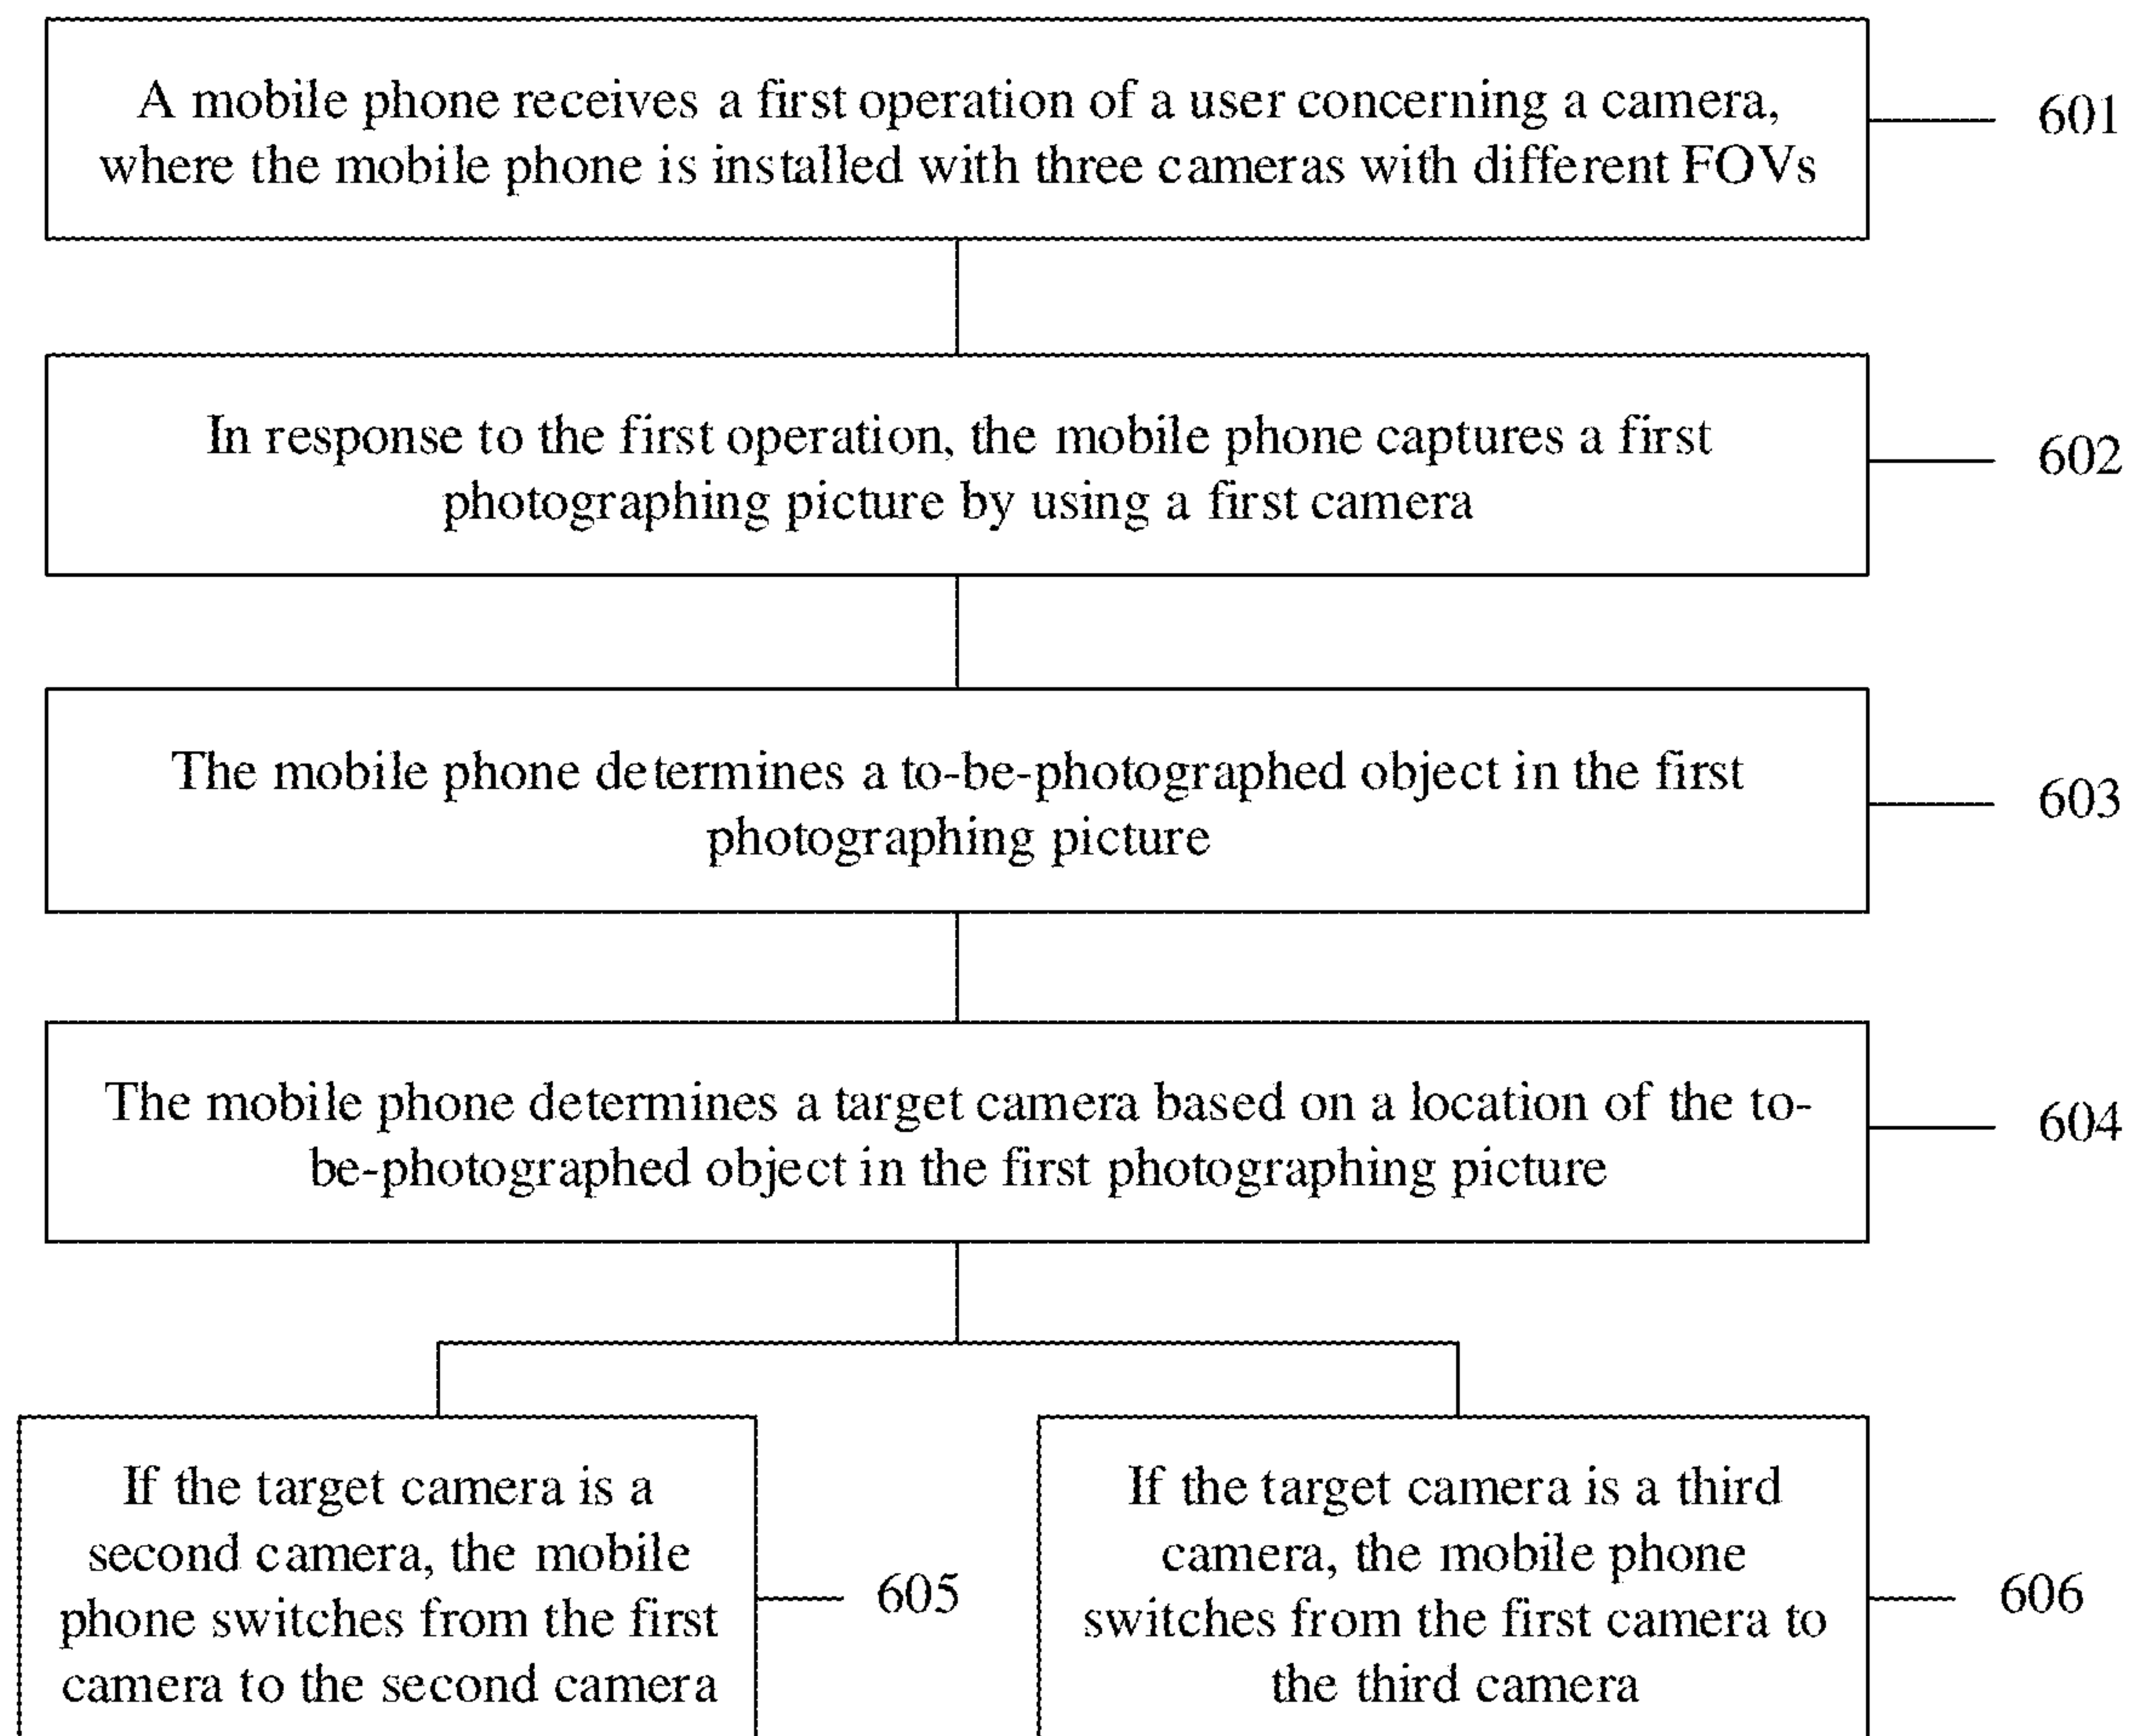 A mobile phone receives a first operation of a user concerning a camera,
where the mobile phone is installed with three cameras with different FOVs
601
In response to the first operation, the mobile phone captures a first
photographing picture by using a first camera
602
The mobile phone determines a to-be-photographed object in the first
photographing picture
603
The mobile phone determines a target camera based on a location of the to-
be-photographed object in the first photographing picture
604
If the target camera is a
second camera, the mobile
phone switches from the first
camera to the second camera
605
If the target camera is a third
camera, the mobile phone
switches from the first camera to
the third camera
606